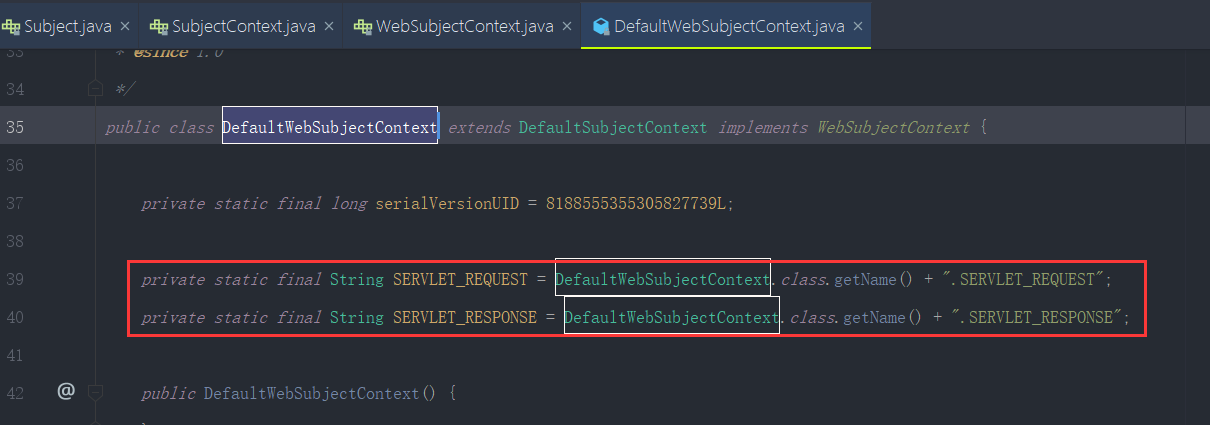 Subject.java × SubjectContext.java × WebSubjectContext.java × DefaultWebSubjectContext.java ×
33 * @since 1.0
34 */
35 public class DefaultWebSubjectContext extends DefaultSubjectContext implements WebSubjectContext {
36
37 private static final long serialVersionUID = 8188555355305827739L;
38
39 private static final String SERVLET_REQUEST = DefaultWebSubjectContext.class.getName() + ".SERVLET_REQUEST";
40 private static final String SERVLET_RESPONSE = DefaultWebSubjectContext.class.getName() + ".SERVLET_RESPONSE";
41
42 @ public DefaultWebSubjectContext() {